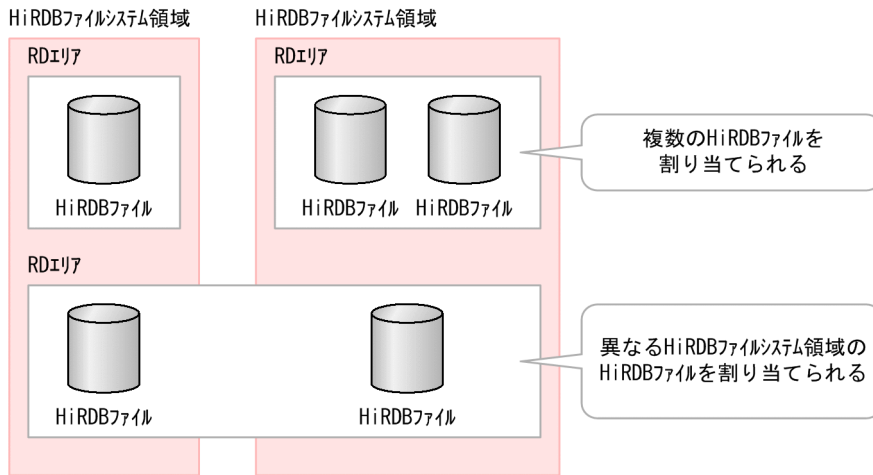 HiRDBﾌｧｲﾙｼｽﾃﾑ領域
HiRDBﾌｧｲﾙｼｽﾃﾑ領域
RDｴﾘｱ
RDｴﾘｱ
HiRDBﾌｧｲﾙ
HiRDBﾌｧｲﾙ
HiRDBﾌｧｲﾙ
複数のHiRDBﾌｧｲﾙを
割り当てられる
RDｴﾘｱ
HiRDBﾌｧｲﾙ
HiRDBﾌｧｲﾙ
異なるHiRDBﾌｧｲﾙｼｽﾃﾑ領域の
HiRDBﾌｧｲﾙを割り当てられる